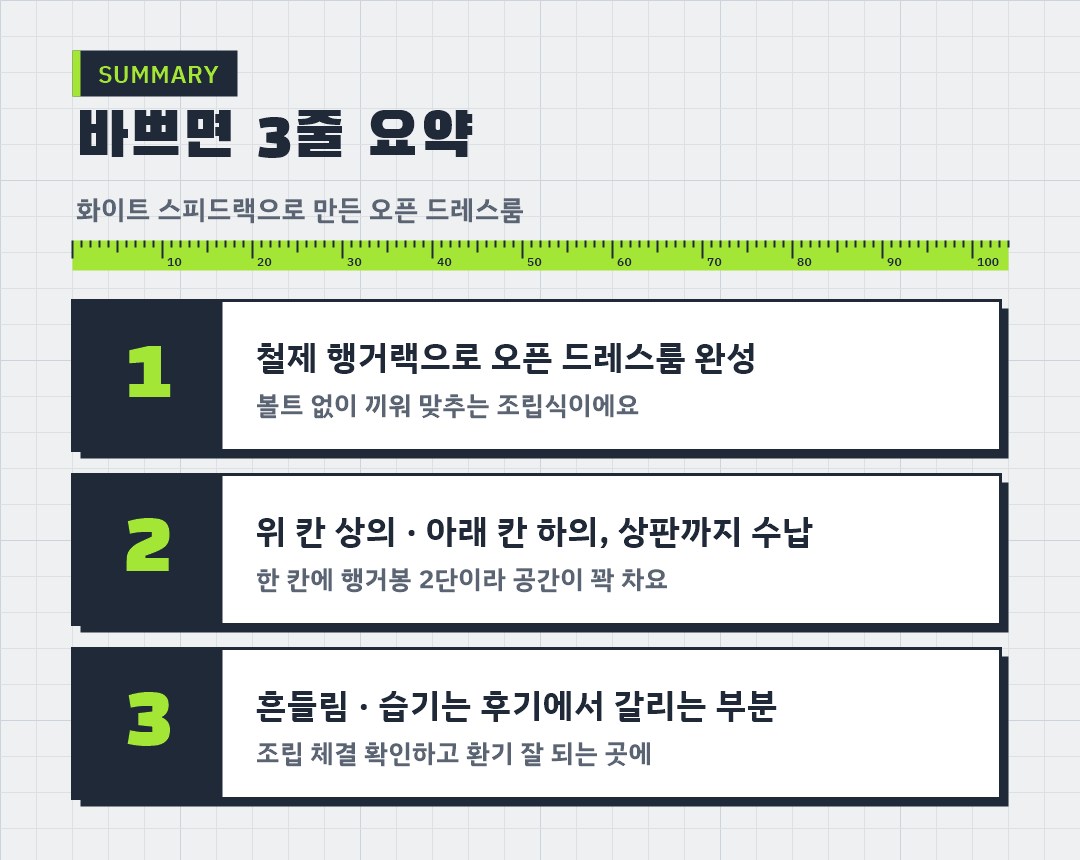 SUMMARY
바쁘면 3줄 요약
화이트 스피드랙으로 만든 오픈 드레스룸
10 20 30 40 50 60 70 80 90 100
1
철제 행거랙으로 오픈 드레스룸 완성
볼트 없이 끼워 맞추는 조립식이에요
2
위 칸 상의 · 아래 칸 하의, 상판까지 수납
한 칸에 행거봉 2단이라 공간이 꽉 차요
3
흔들림 · 습기는 후기에서 갈리는 부분
조립 체결 확인하고 환기 잘 되는 곳에